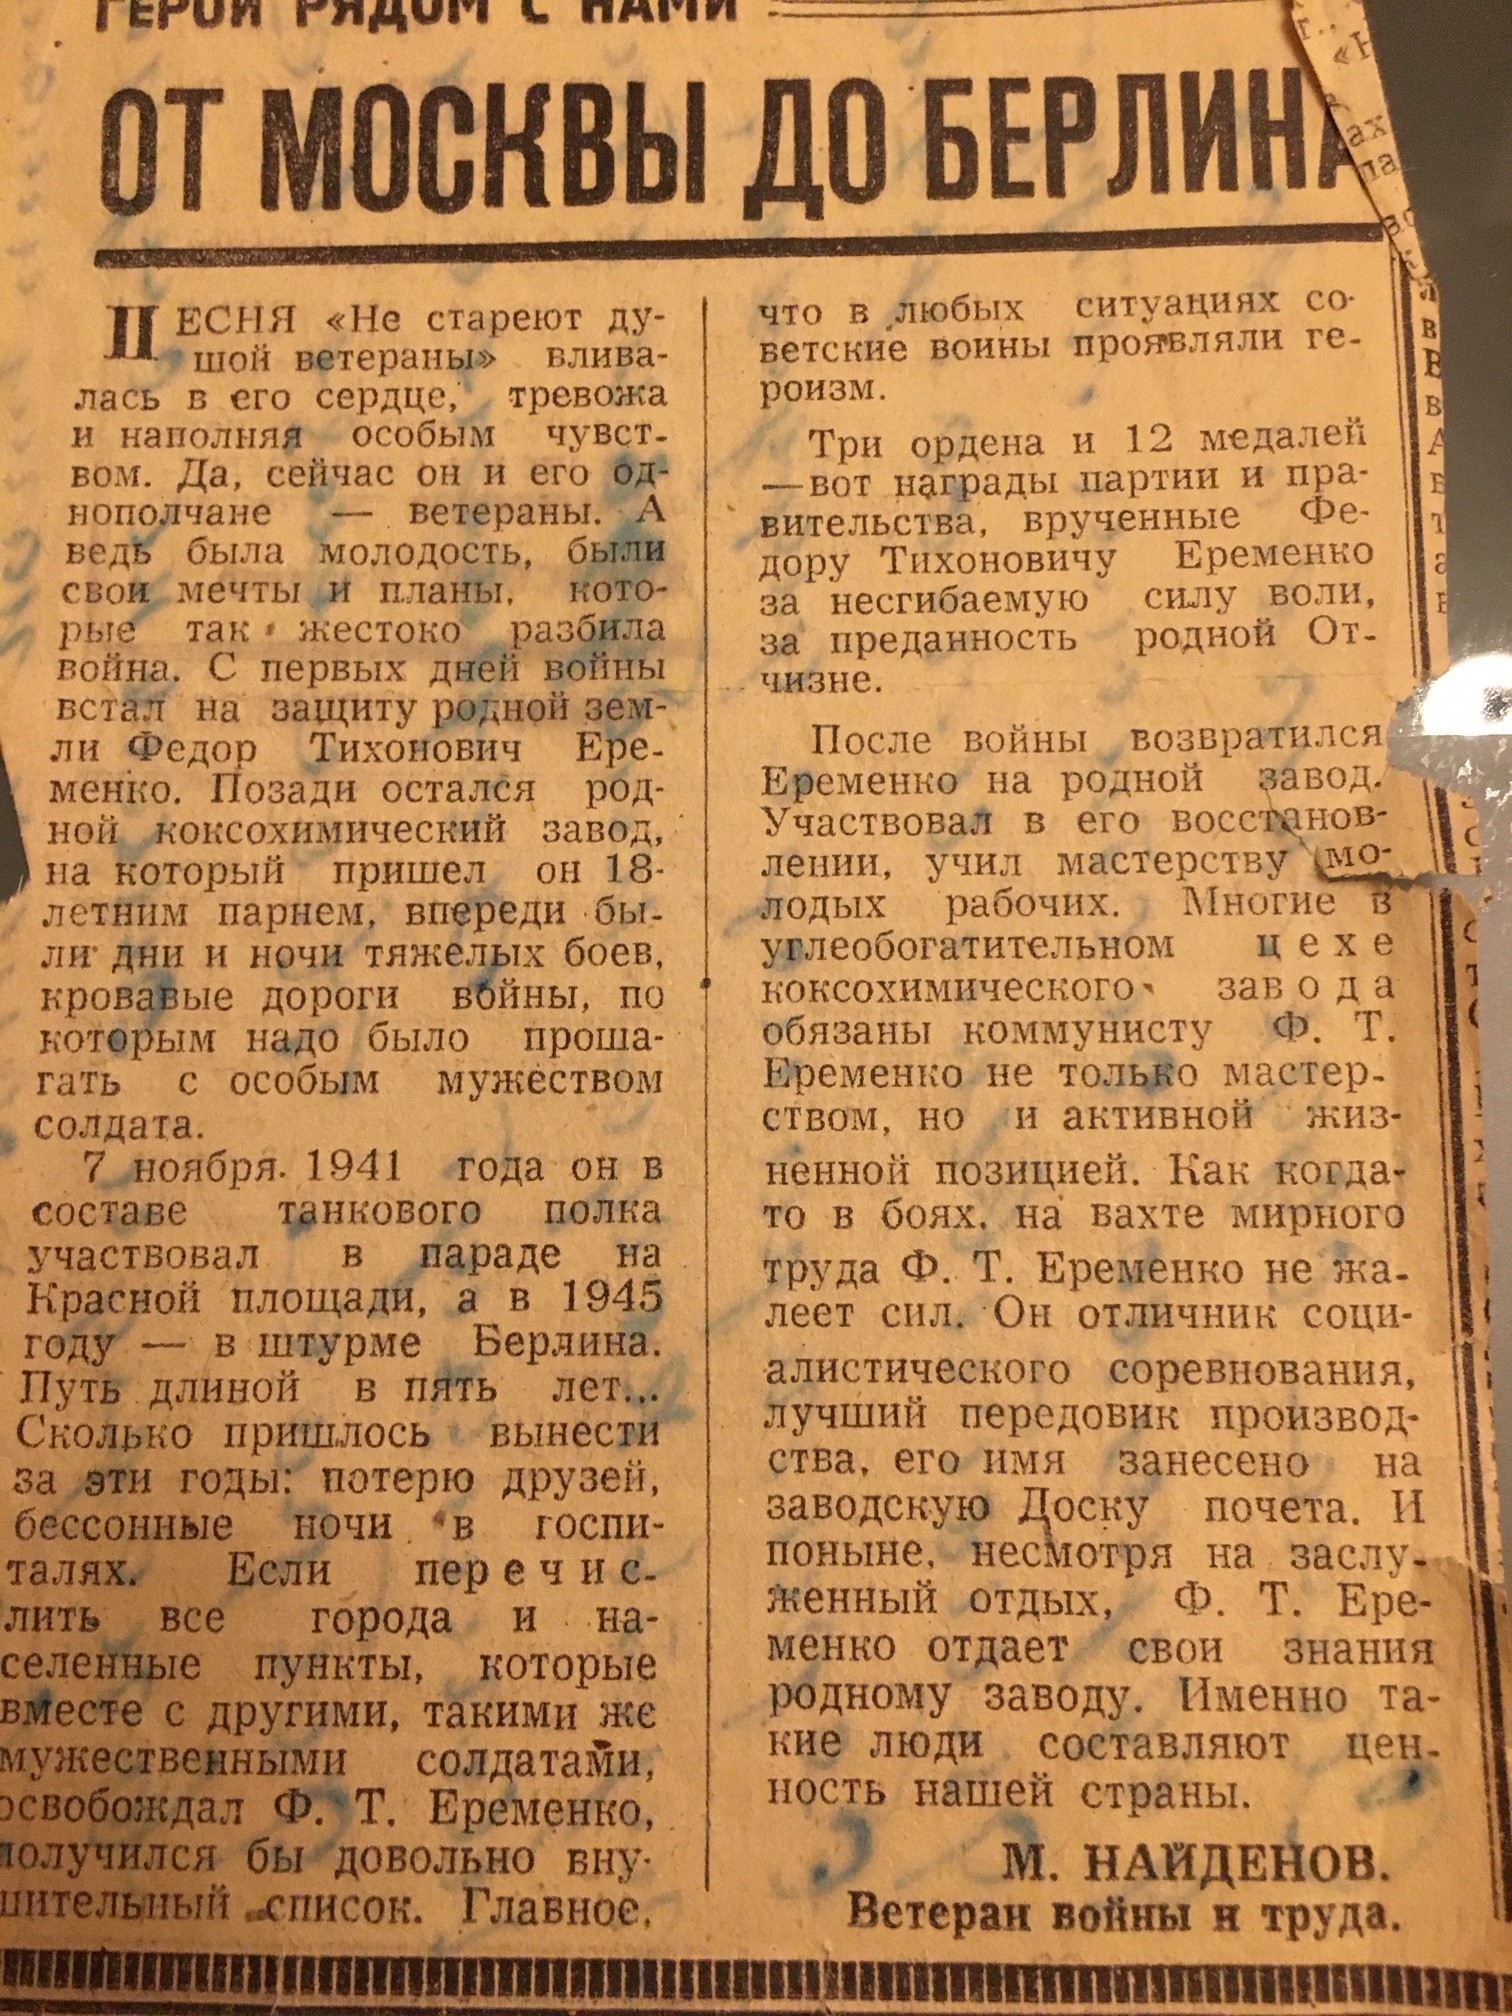 ГЕРОИ РЯДОМ С НАМИ
ОТ МОСКВЫ ДО БЕРЛИНА
ПЕСНЯ «Не стареют ду-
шой ветераны» влива-
лась в его сердце, тревожа
и наполняя особым чувст-
вом. Да, сейчас он и его од-
нополчане — ветераны. А
ведь была молодость, были
свои мечты и планы, кото-
рые так жестоко разбила
война. С первых дней войны
встал на защиту родной зем-
ли Федор Тихонович Ере-
менко. Позади остался род-
ной коксохимический завод,
на который пришел он 18-
летним парнем, впереди бы-
ли дни и ночи тяжелых боев,
кровавые дороги войны, по
которым надо было проша-
гать с особым мужеством
солдата.
7 ноября 1941 года он в
составе танкового полка
участвовал в параде на
Красной площади, а в 1945
году — в штурме Берлина.
Путь длиной в пять лет...
Сколько пришлось вынести
за эти годы: потерю друзей,
бессонные ночи в госпи-
талях. Если перечис-
лить все города и на-
селенные пункты, которые
вместе с другими, такими же
мужественными солдатами,
освобождал Ф. Т. Еременко,
получился бы довольно вну-
шительный список. Главное,
что в любых ситуациях со-
ветские воины проявляли ге-
роизм.
Три ордена и 12 медалей
—вот награды партии и пра-
вительства, врученные Фе-
дору Тихоновичу Еременко
за несгибаемую силу воли,
за преданность родной От-
чизне.
После войны возвратился
Еременко на родной завод.
Участвовал в его восстанов-
лении, учил мастерству мо-
лодых рабочих. Многие в
углеобогатительном цехе
коксохимического завода
обязаны коммунисту Ф. Т.
Еременко не только мастер-
ством, но и активной жиз-
ненной позицией. Как когда-
то в боях, на вахте мирного
труда Ф. Т. Еременко не жа-
леет сил. Он отличник соци-
алистического соревнования,
лучший передовик производ-
ства, его имя занесено на
заводскую Доску почета. И
поныне, несмотря на заслу-
женный отдых, Ф. Т. Ере-
менко отдает свои знания
родному заводу. Именно та-
кие люди составляют цен-
ность нашей страны.
М. НАЙДЕНОВ.
Ветеран войны и труда.